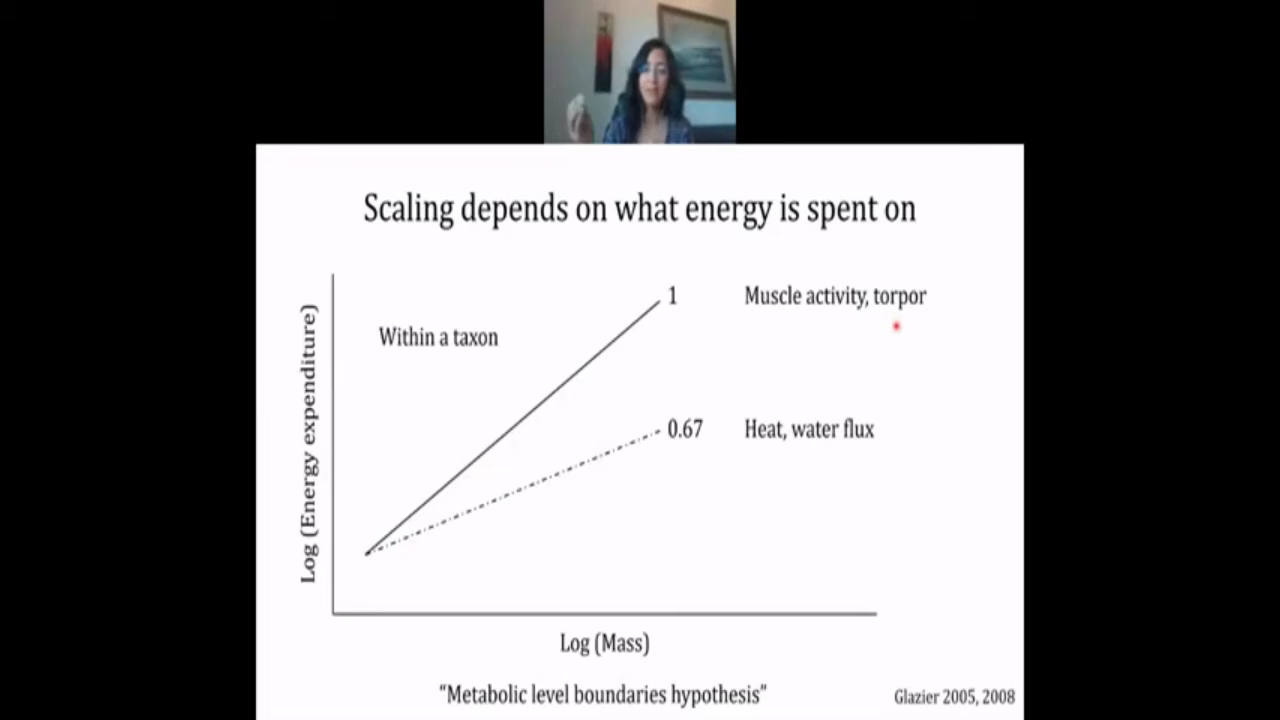 Scaling depends on what energy is spent on
1
Muscle activity, torpor
Within a taxon
0.67
Heat, water flux
Log (Energy expenditure)
Log (Mass)
“Metabolic level boundaries hypothesis”
Glazier 2005, 2008